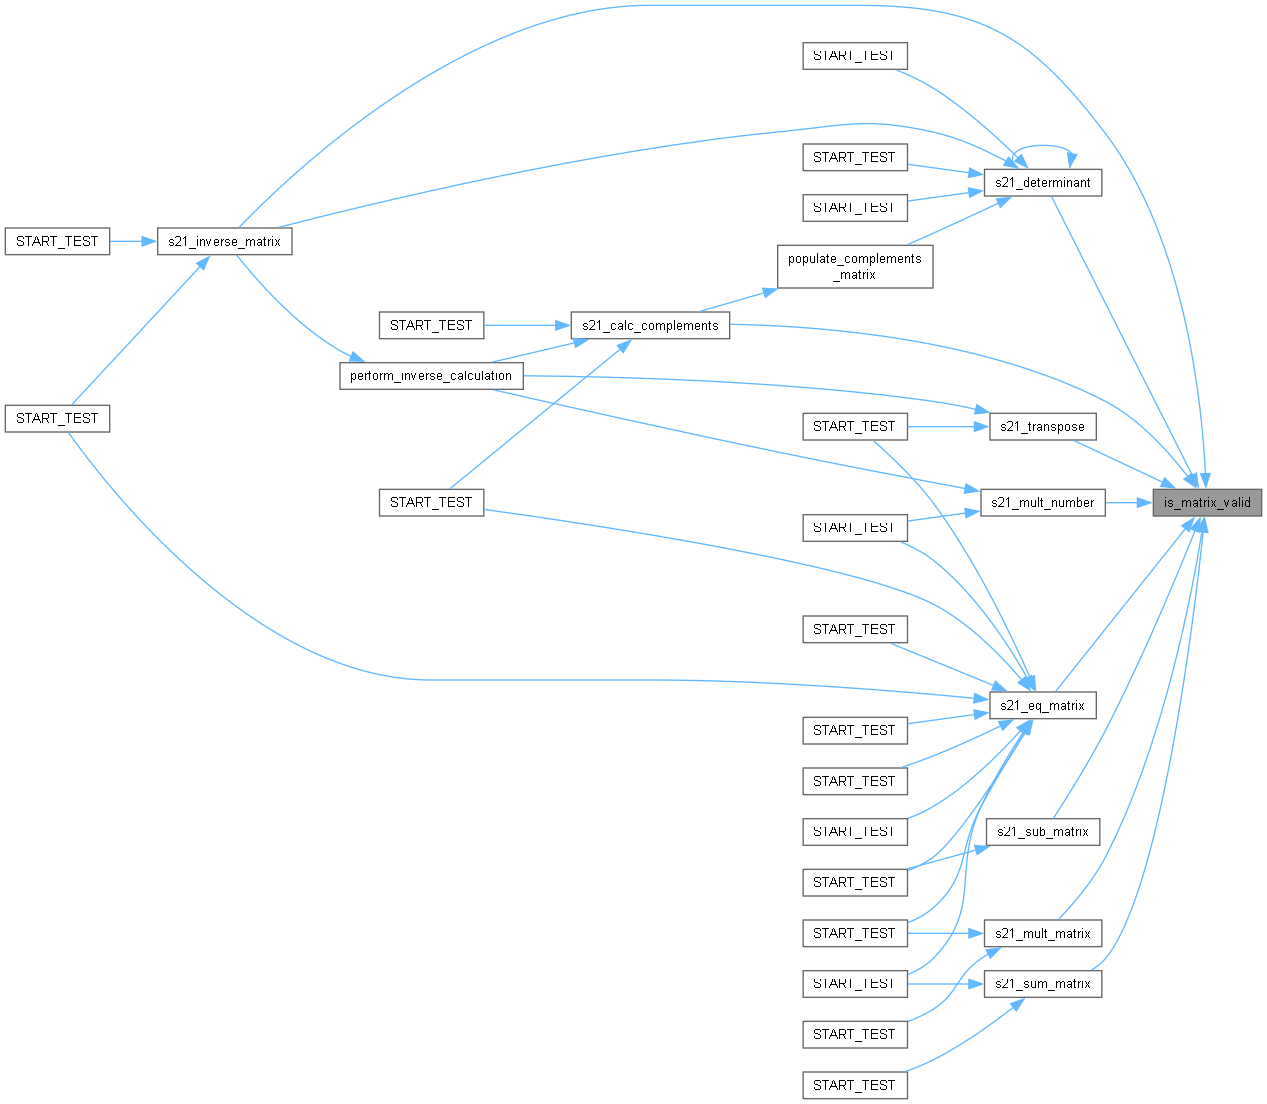 START_TEST
START_TEST
s21_determinant
START_TEST
START_TEST
s21_inverse_matrix
START_TEST
populate_complements
_matrix
START_TEST
s21_calc_complements
perform_inverse_calculation
START_TEST
START_TEST
s21_transpose
START_TEST
s21_mult_number
is_matrix_valid
START_TEST
START_TEST
s21_eq_matrix
START_TEST
START_TEST
START_TEST
s21_sub_matrix
START_TEST
START_TEST
s21_mult_matrix
START_TEST
s21_sum_matrix
START_TEST
START_TEST